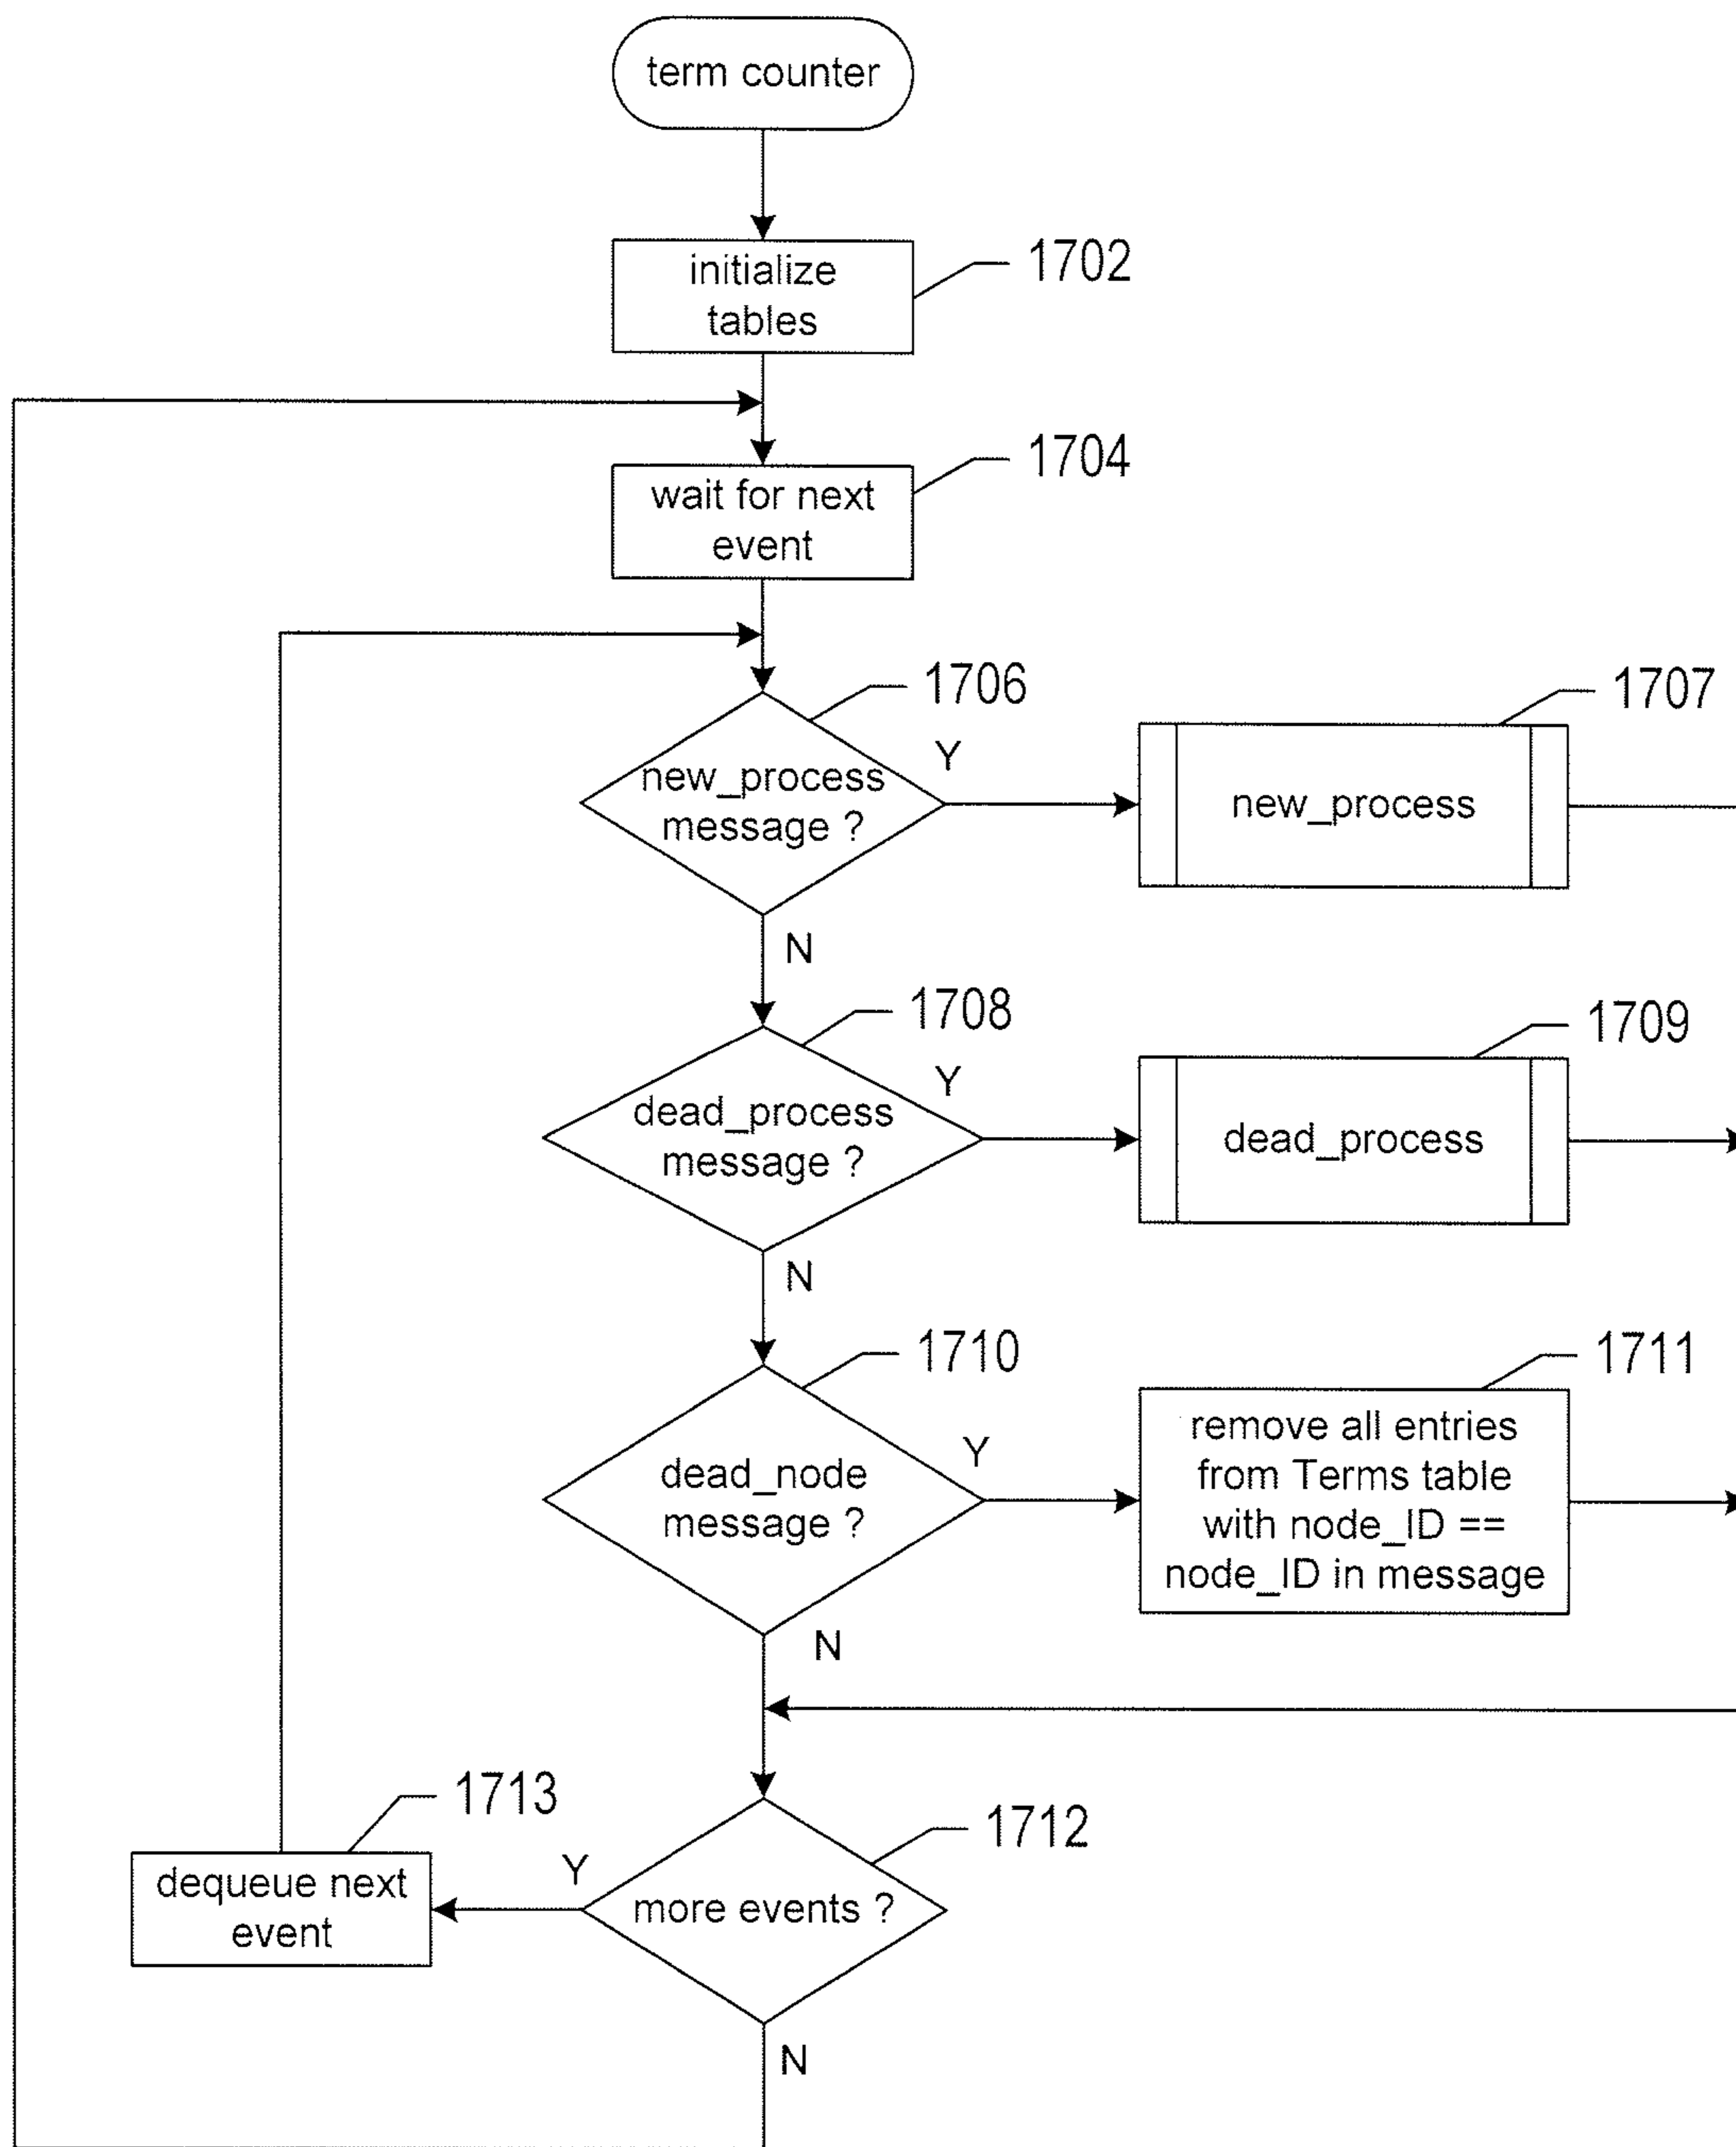 term counter
initialize
tables
1702
wait for next
event
1704
new_process
message ?
1706
Y
new_process
1707
N
dead_process
message ?
1708
Y
dead_process
1709
N
dead_node
message ?
1710
Y
remove all entries
from Terms table
with node_ID ==
node_ID in message
1711
N
more events ?
1712
Y
dequeue next
event
1713
N